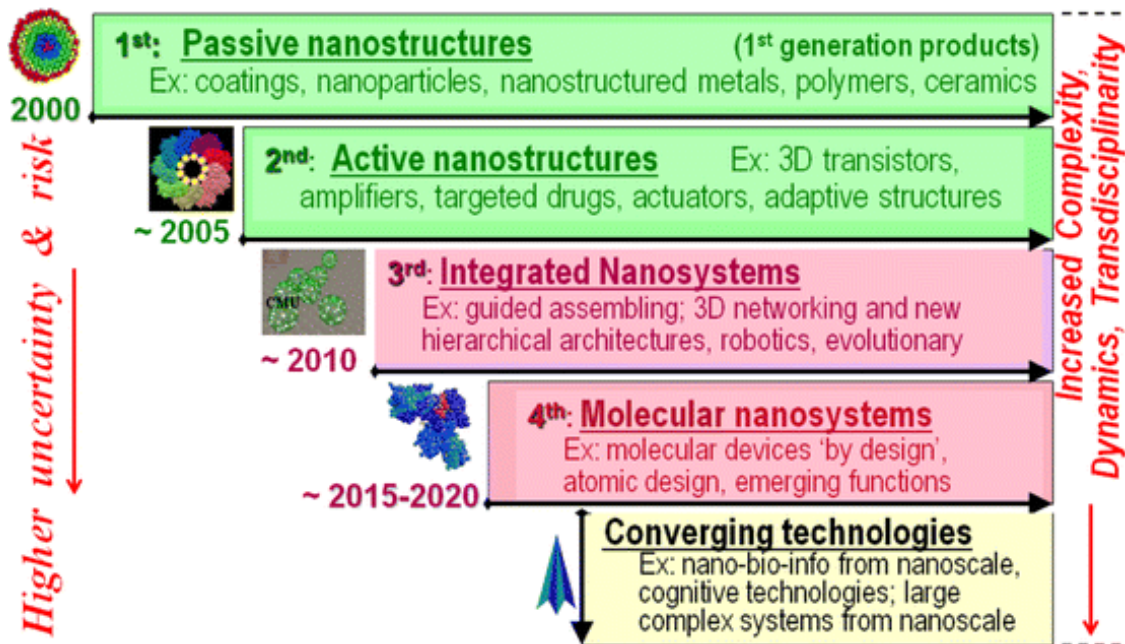 1st: Passive nanostructures (1st generation products)
Ex: coatings, nanoparticles, nanostructured metals, polymers, ceramics
2000
2nd: Active nanostructures Ex: 3D transistors,
amplifiers, targeted drugs, actuators, adaptive structures
~ 2005
3rd: Integrated Nanosystems
Ex: guided assembling; 3D networking and new
hierarchical architectures, robotics, evolutionary
CMU
~ 2010
4th: Molecular nanosystems
Ex: molecular devices ‘by design’,
atomic design, emerging functions
~ 2015-2020
Converging technologies
Ex: nano-bio-info from nanoscale,
cognitive technologies; large
complex systems from nanoscale
Higher uncertainty & risk
Increased Complexity,
Dynamics, Transdisciplinarity